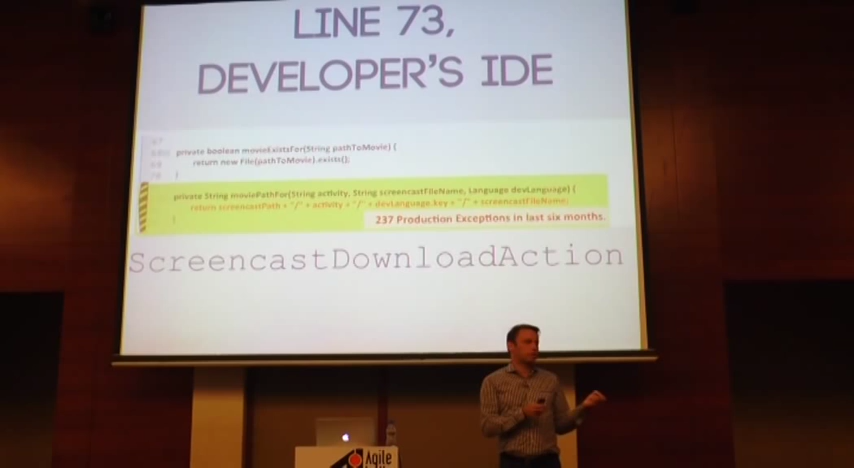 LINE 73,
DEVELOPER'S IDE
private boolean movieExistsFor(String pathToMovie) {
return new File(pathToMovie).exists();
}
private String moviePathFor(String activity, String screencastFileName, Language devLanguage) {
return screencastPath + "/" + activity + "/" + devLanguage.key + "/" + screencastFileName;
}
237 Production Exceptions in last six months.
ScreencastDownloadAction
Agile